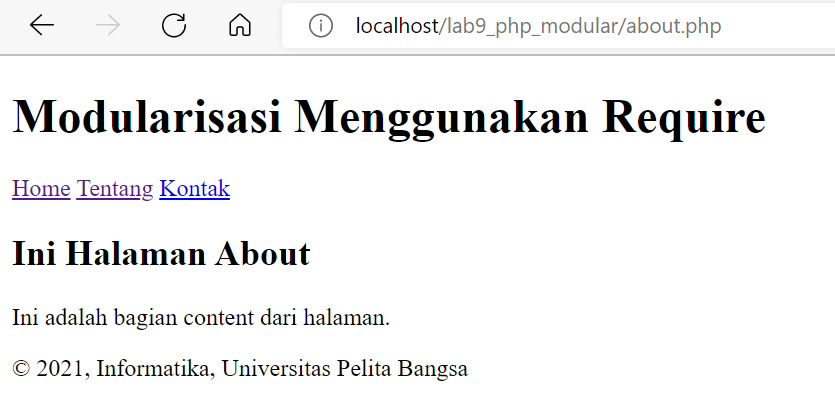 localhost/lab9_php_modular/about.php
Modularisasi Menggunakan Require
Home Tentang Kontak
Ini Halaman About
Ini adalah bagian content dari halaman.
© 2021, Informatika, Universitas Pelita Bangsa